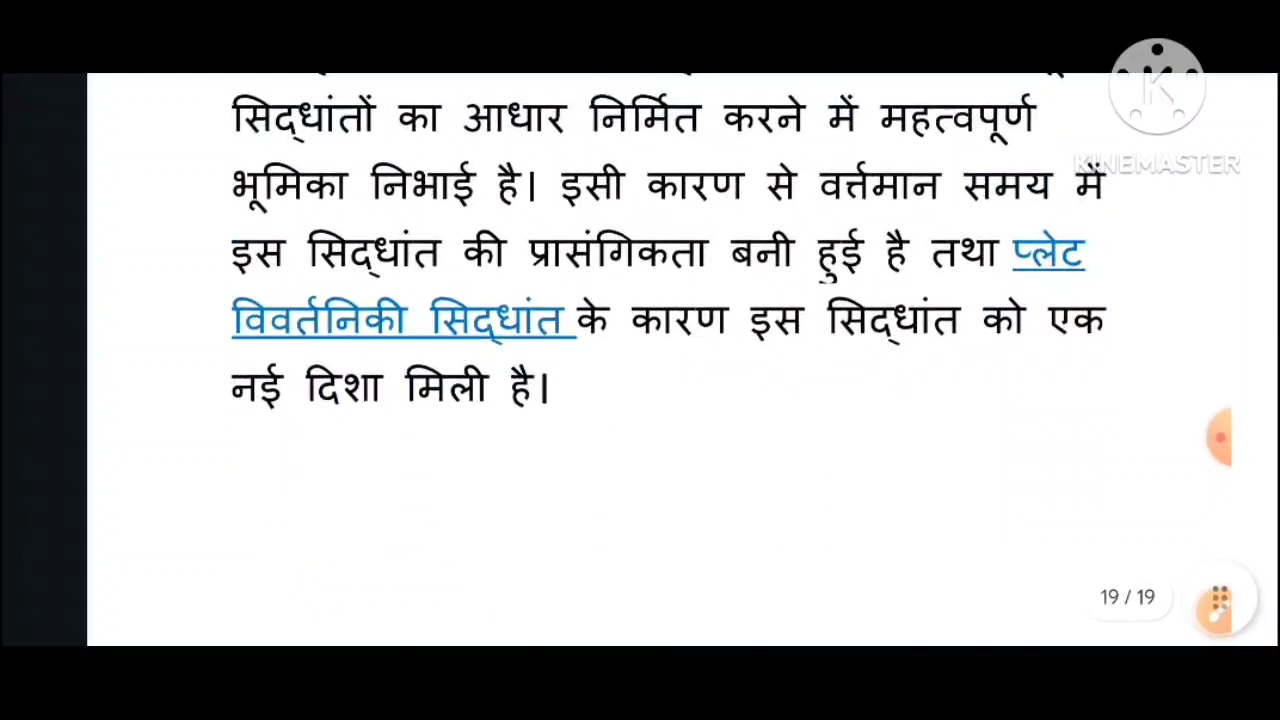 सिद्धांतों का आधार निर्मित करने में महत्वपूर्ण
भूमिका निभाई है। इसी कारण से वर्त्तमान समय में
इस सिद्धांत की प्रासंगिकता बनी हुई है तथा प्लेट
विवर्तनिकी सिद्धांत के कारण इस सिद्धांत को एक
नई दिशा मिली है।
K
KINEMASTER
19 / 19